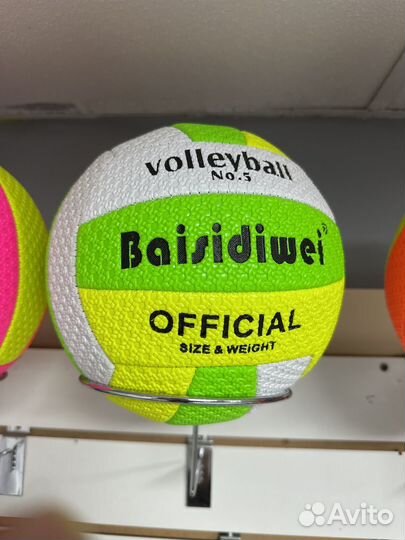 volleyball
No.5
Baisidiwei®
OFFICIAL
SIZE & WEIGHT
Avito